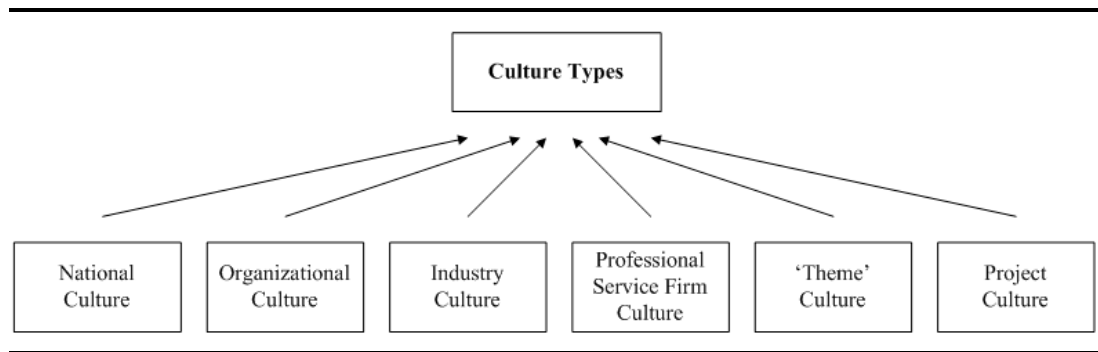 Culture Types
National
Culture
Organizational
Culture
Industry
Culture
Professional
Service Firm
Culture
‘Theme’
Culture
Project
Culture